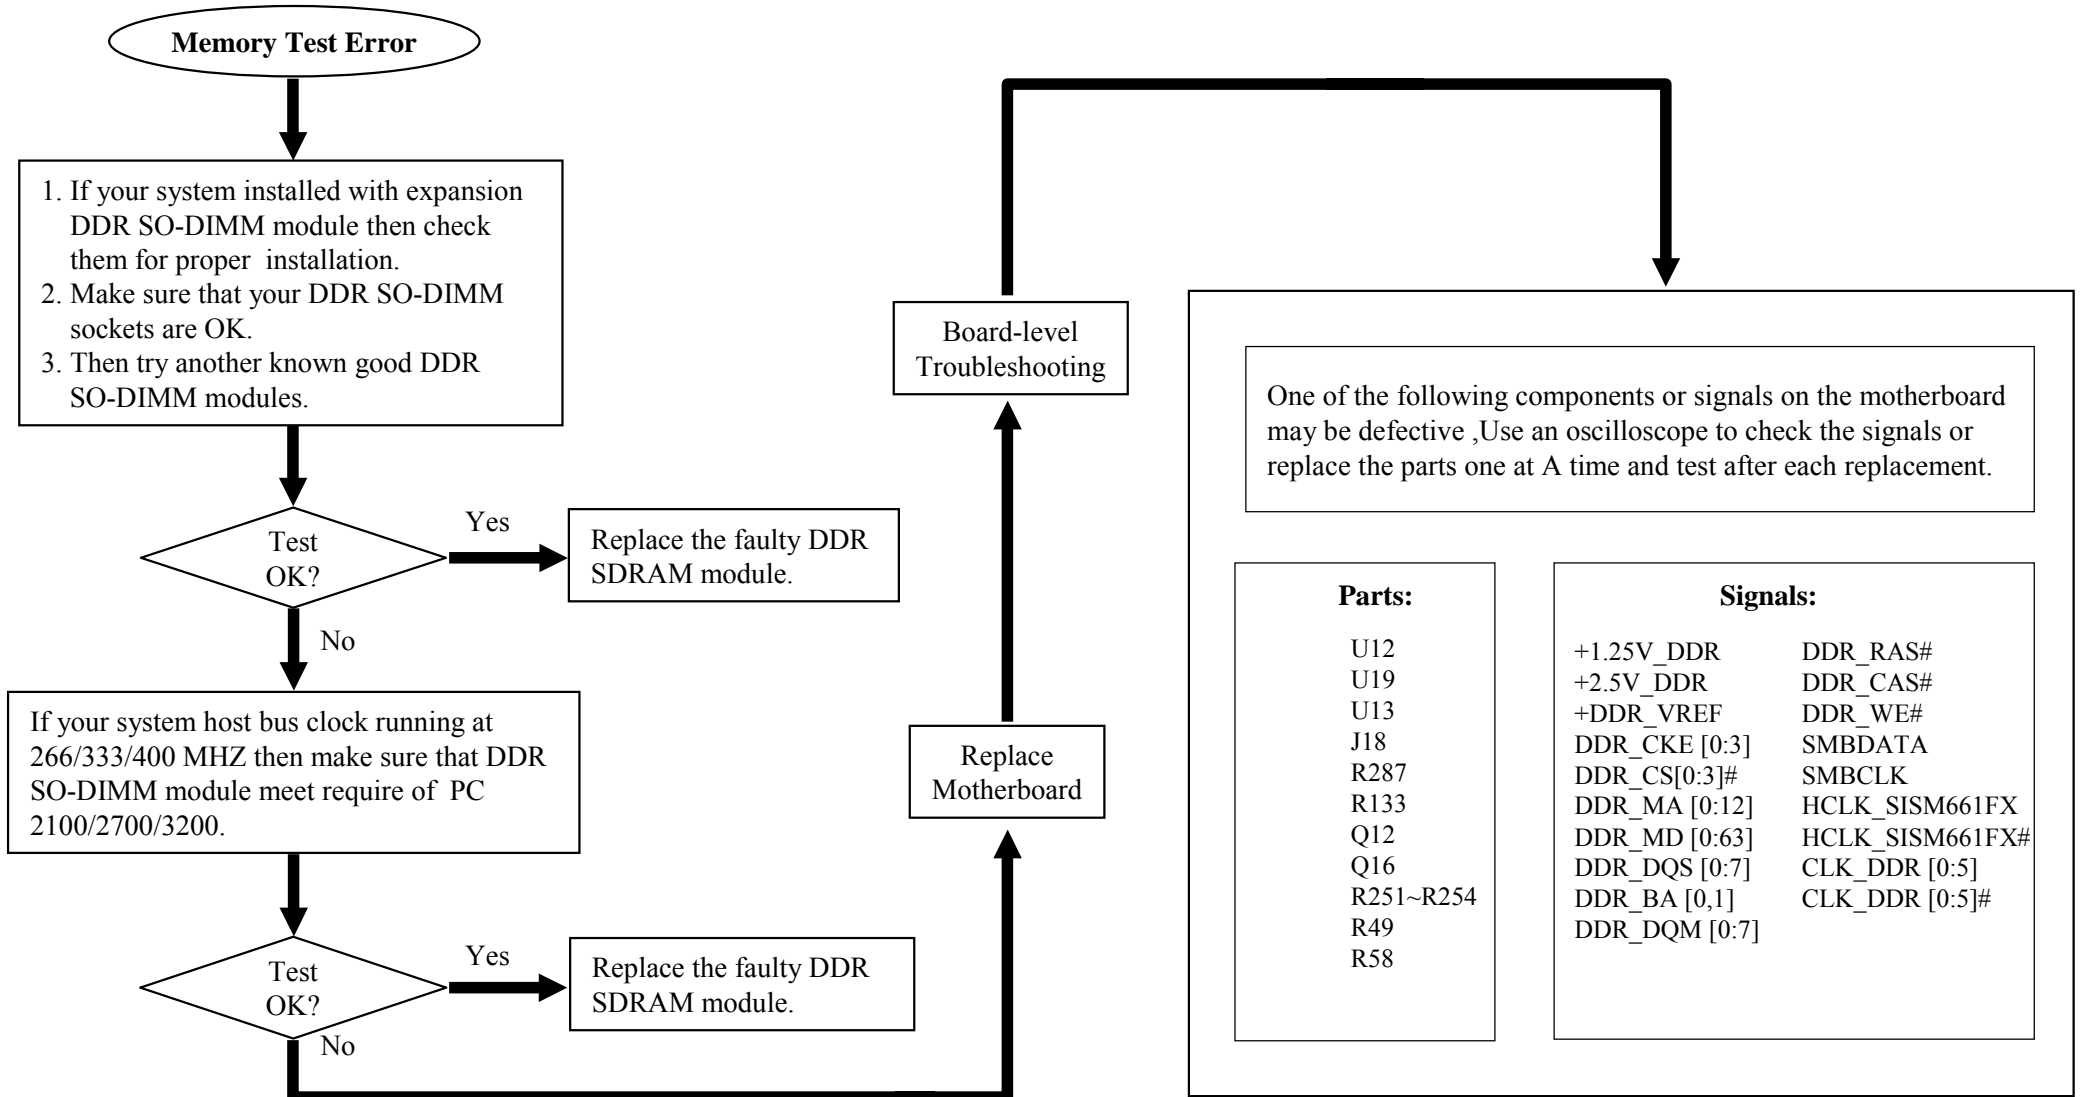 Memory Test Error
1. If your system installed with expansion
DDR SO-DIMM module then check
them for proper  installation.
2. Make sure that your DDR SO-DIMM
sockets are OK.
3. Then try another known good DDR
SO-DIMM modules.
Test
OK?
Yes
Replace the faulty DDR
SDRAM module.
No
If your system host bus clock running at
266/333/400 MHZ then make sure that DDR
SO-DIMM module meet require of  PC
2100/2700/3200.
Test
OK?
Yes
Replace the faulty DDR
SDRAM module.
No
Replace
Motherboard
Board-level
Troubleshooting
One of the following components or signals on the motherboard
may be defective ,Use an oscilloscope to check the signals or
replace the parts one at A time and test after each replacement.
Parts:
U12
U19
U13
J18
R287
R133
Q12
Q16
R251~R254
R49
R58
Signals:
+1.25V_DDR
+2.5V_DDR
+DDR_VREF
DDR_CKE [0:3]
DDR_CS[0:3]#
DDR_MA [0:12]
DDR_MD [0:63]
DDR_DQS [0:7]
DDR_BA [0,1]
DDR_DQM [0:7]
DDR_RAS#
DDR_CAS#
DDR_WE#
SMBDATA
SMBCLK
HCLK_SISM661FX
HCLK_SISM661FX#
CLK_DDR [0:5]
CLK_DDR [0:5]#